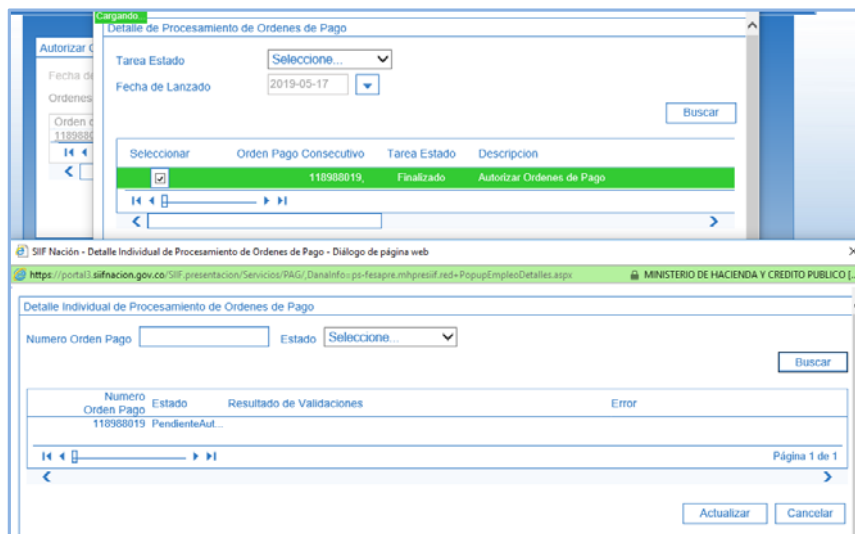 Cargando...
Detalle de Procesamiento de Ordenes de Pago
Autorizar
Tarea Estado Seleccione...
Fecha de
Fecha de Lanzado 2019-05-17
Ordenes
Buscar
Orden
Seleccionar Orden Pago Consecutivo Tarea Estado Descripcion
118988019, Finalizado Autorizar Ordenes de Pago
SIIF Nación - Detalle Individual de Procesamiento de Ordenes de Pago - Diálogo de página web
https://portal3.siifnacion.gov.co/SIIF.presentacion/Servicios/PAG/,DanaInfo=ps-fesapre.mhpresiif.red+PopupEmpleoDetalles.aspx MINISTERIO DE HACIENDA Y CREDITO PUBLICO [...
Detalle Individual de Procesamiento de Ordenes de Pago
Numero Orden Pago Estado Seleccione...
Buscar
Numero Orden Pago Estado Resultado de Validaciones Error
118988019 PendienteAut...
Página 1 de 1
Actualizar Cancelar